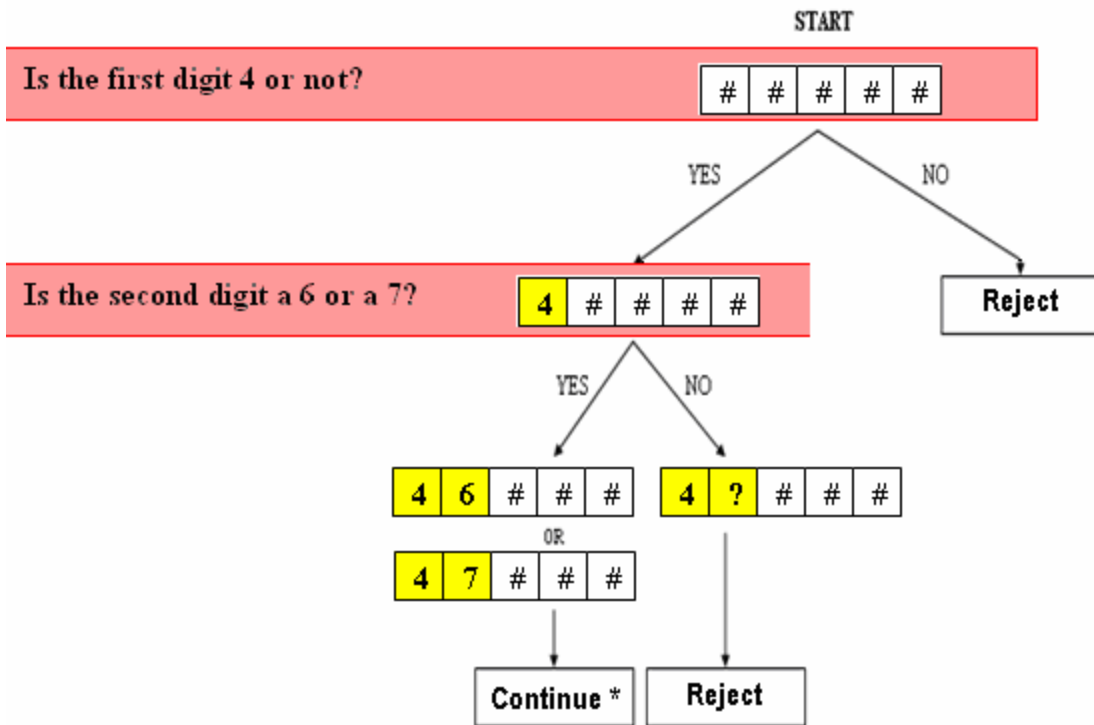 START
Is the first digit 4 or not?
# # # # #
YES
NO
Is the second digit a 6 or a 7?
4 # # # #
Reject
YES
NO
4 6 # # #
4 ? # # #
OR
4 7 # # #
Continue *
Reject